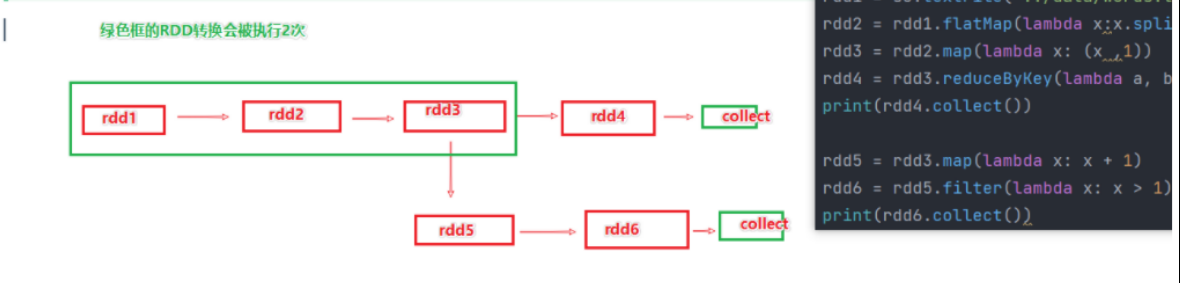 绿色框的RDD转换会被执行2次
rdd1
rdd2
rdd3
rdd4
collect
rdd5
rdd6
collect
rdd2 = rdd1.flatMap(lambda x:x.spli
rdd3 = rdd2.map(lambda x: (x ,1))
rdd4 = rdd3.reduceByKey(lambda a, b
print(rdd4.collect())
rdd5 = rdd3.map(lambda x: x + 1)
rdd6 = rdd5.filter(lambda x: x > 1)
print(rdd6.collect())